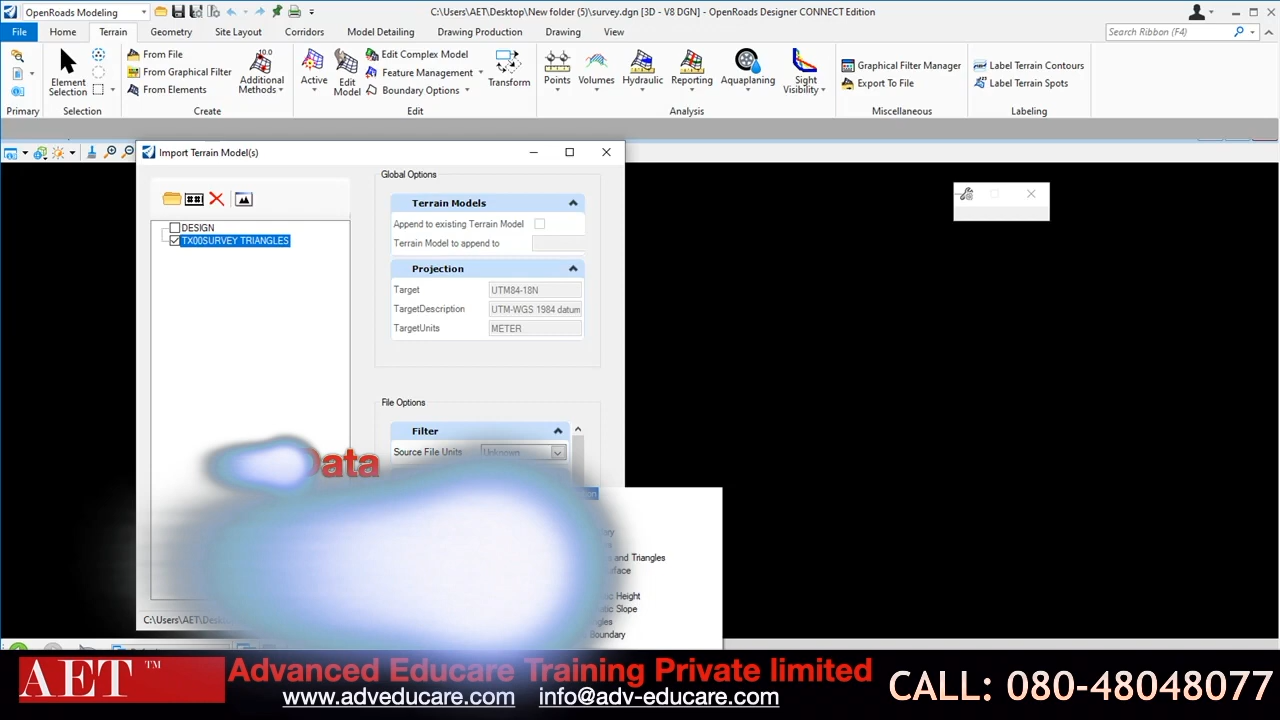 OpenRoads Modeling
C:\Users\AET\Desktop\New folder (5)\survey.dgn [3D - V8 DGN] - OpenRoads Designer CONNECT Edition
File Home Terrain Geometry Site Layout Corridors Model Detailing Drawing Production Drawing View
Search Ribbon (F4)
Element Selection
From File
From Graphical Filter
From Elements
10.0
Additional Methods
Active
Edit Model
Edit Complex Model
Feature Management
Boundary Options
Transform
Points
Volumes
Hydraulic
Reporting
Aquaplaning
Sight Visibility
Graphical Filter Manager
Export To File
Label Terrain Contours
Label Terrain Spots
Primary Selection Create Edit Analysis Miscellaneous Labeling
Import Terrain Model(s)
DESIGN
TX00SURVEY TRIANGLES
Global Options
Terrain Models
Append to existing Terrain Model
Terrain Model to append to
Projection
Target UTM84-18N
TargetDescription UTM-WGS 1984 datum
TargetUnits METER
File Options
Filter
Source File Units Unknown
Data
and Triangles
Height
Slope
Boundary
C:\Users\AET\Des
AET TM
Advanced Educare Training Private limited
www.adveducare.com info@adv-educare.com
CALL: 080-48048077